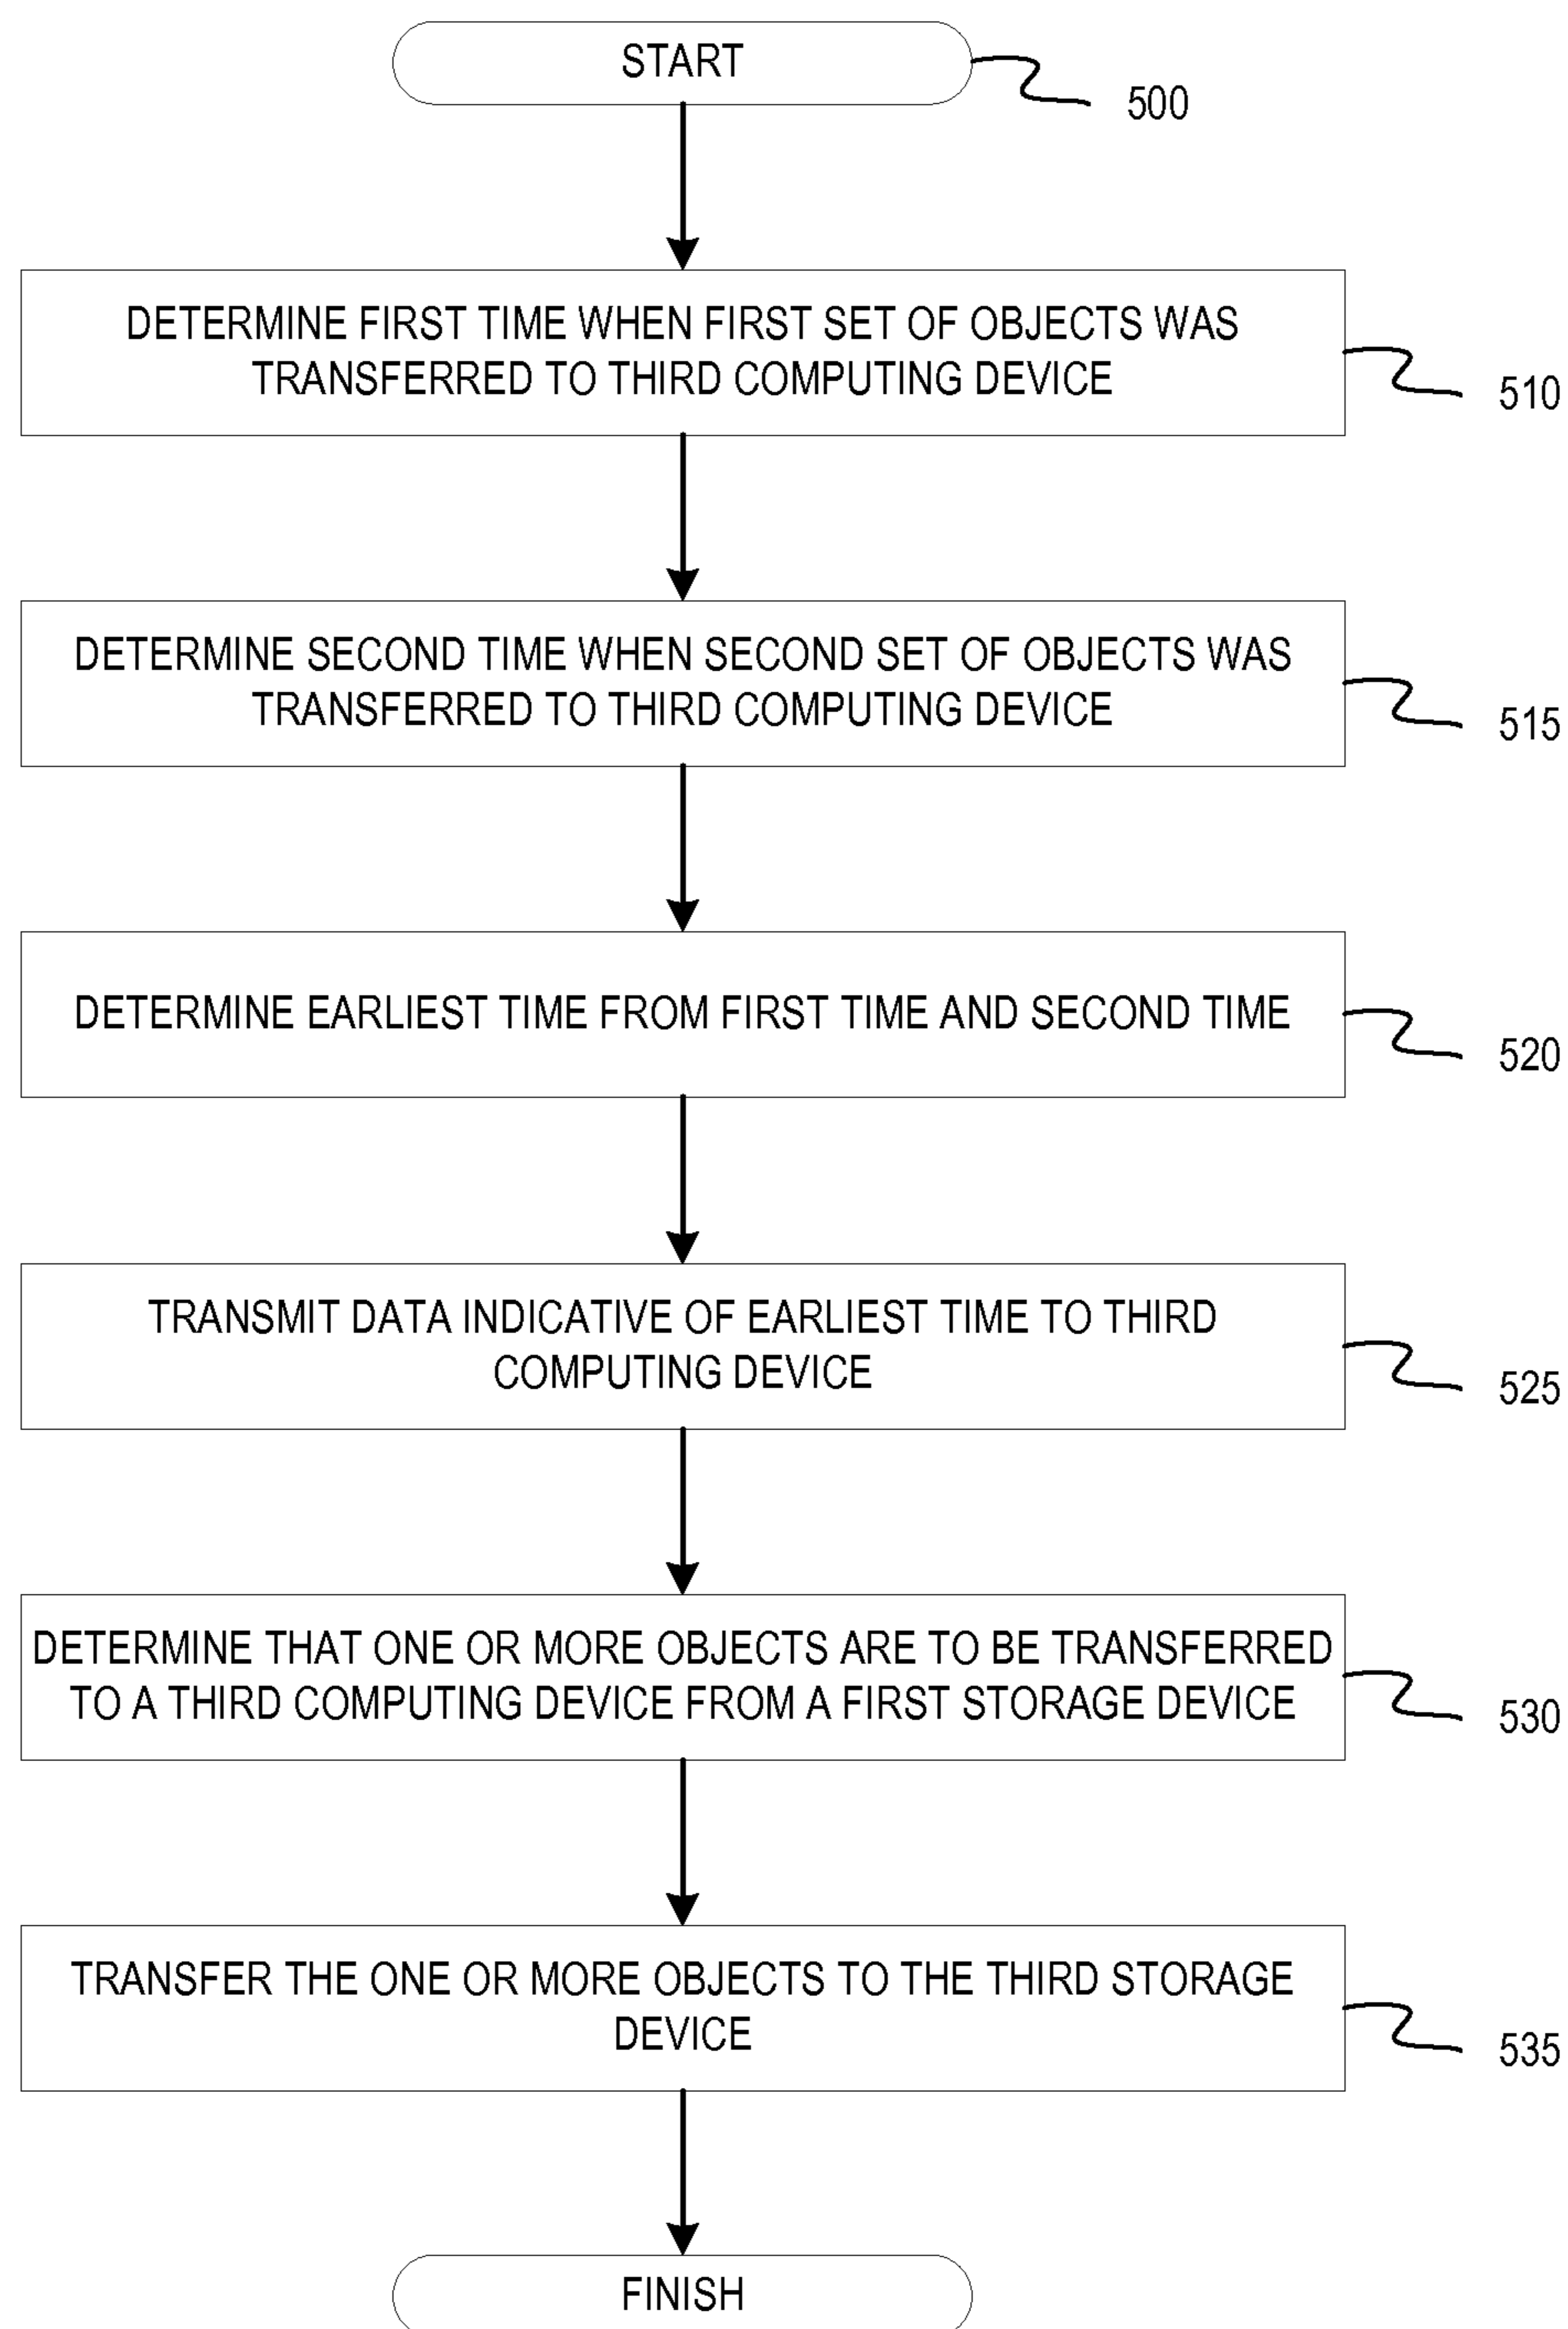 START
500
DETERMINE FIRST TIME WHEN FIRST SET OF OBJECTS WAS
TRANSFERRED TO THIRD COMPUTING DEVICE
510
DETERMINE SECOND TIME WHEN SECOND SET OF OBJECTS WAS
TRANSFERRED TO THIRD COMPUTING DEVICE
515
DETERMINE EARLIEST TIME FROM FIRST TIME AND SECOND TIME
520
TRANSMIT DATA INDICATIVE OF EARLIEST TIME TO THIRD
COMPUTING DEVICE
525
DETERMINE THAT ONE OR MORE OBJECTS ARE TO BE TRANSFERRED
TO A THIRD COMPUTING DEVICE FROM A FIRST STORAGE DEVICE
530
TRANSFER THE ONE OR MORE OBJECTS TO THE THIRD STORAGE
DEVICE
535
FINISH